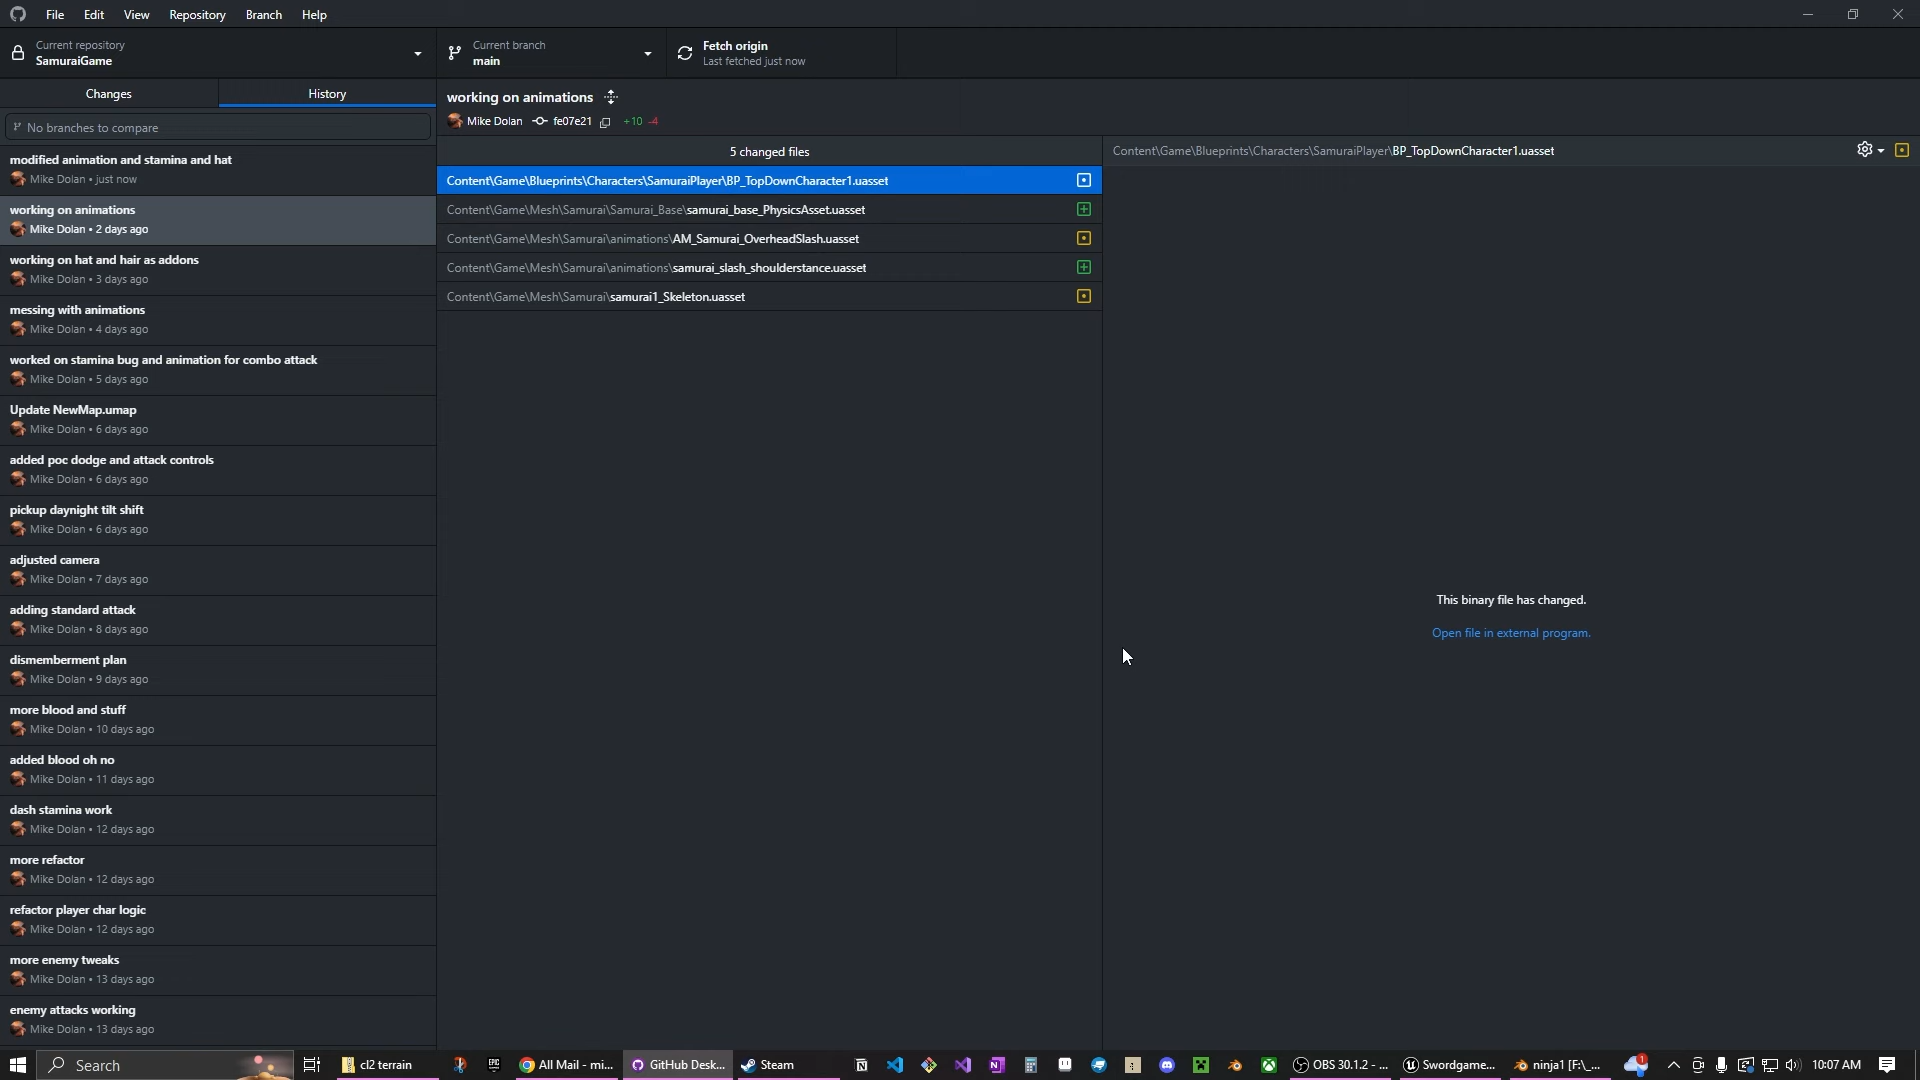 File Edit View Repository Branch Help
Current repository
SamuraiGame
Current branch
main
Fetch origin
Last fetched just now
Changes
History
No branches to compare
modified animation and stamina and hat
Mike Dolan • just now
working on animations
Mike Dolan • 2 days ago
working on hat and hair as addons
Mike Dolan • 3 days ago
messing with animations
Mike Dolan • 4 days ago
worked on stamina bug and animation for combo attack
Mike Dolan • 5 days ago
Update NewMap.umap
Mike Dolan • 6 days ago
added poc dodge and attack controls
Mike Dolan • 6 days ago
pickup daynight tilt shift
Mike Dolan • 6 days ago
adjusted camera
Mike Dolan • 7 days ago
adding standard attack
Mike Dolan • 8 days ago
dismemberment plan
Mike Dolan • 9 days ago
more blood and stuff
Mike Dolan • 10 days ago
added blood oh no
Mike Dolan • 11 days ago
dash stamina work
Mike Dolan • 12 days ago
more refactor
Mike Dolan • 12 days ago
refactor player char logic
Mike Dolan • 12 days ago
more enemy tweaks
Mike Dolan • 13 days ago
enemy attacks working
Mike Dolan • 13 days ago
working on animations
Mike Dolan fe07e21 +10 -4
5 changed files
Content\Game\Blueprints\Characters\SamuraiPlayer\BP_TopDownCharacter1.uasset
Content\Game\Mesh\Samurai\Samurai_Base\samurai_base_PhysicsAsset.uasset
Content\Game\Mesh\Samurai\animations\AM_Samurai_OverheadSlash.uasset
Content\Game\Mesh\Samurai\animations\samurai_slash_shoulderstance.uasset
Content\Game\Mesh\Samurai\samurai1_Skeleton.uasset
Content\Game\Blueprints\Characters\SamuraiPlayer\BP_TopDownCharacter1.uasset
This binary file has changed.
Open file in external program.
Search
cl2 terrain
EPIC
All Mail - mi...
GitHub Desk...
Steam
OBS 30.1.2 - ...
Swordgame...
ninja1 [F:\_...
1
10:07 AM